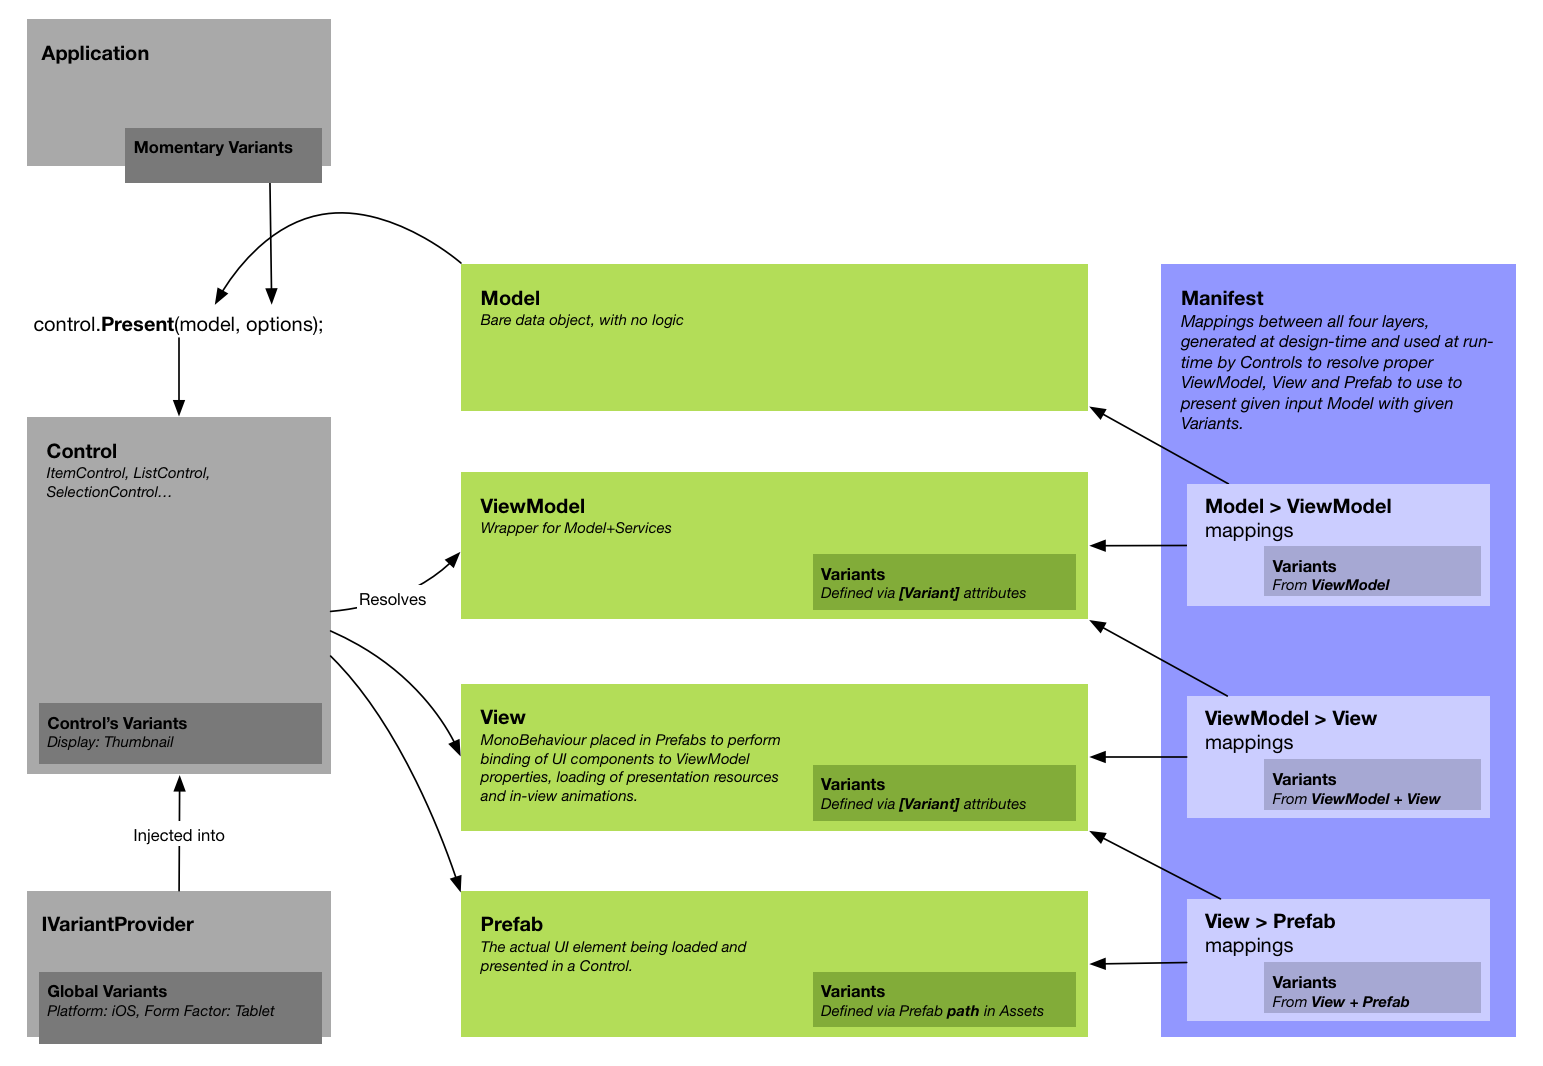 Application
Momentary Variants
control.Present(model, options);
Control
ItemControl, ListControl,
SelectionControl…
Control’s Variants
Display: Thumbnail
Injected into
IVariantProvider
Global Variants
Platform: iOS, Form Factor: Tablet
Resolves
Model
Bare data object, with no logic
ViewModel
Wrapper for Model+Services
Variants
Defined via [Variant] attributes
View
MonoBehaviour placed in Prefabs to perform
binding of UI components to ViewModel
properties, loading of presentation resources
and in-view animations.
Variants
Defined via [Variant] attributes
Prefab
The actual UI element being loaded and
presented in a Control.
Variants
Defined via Prefab path in Assets
Manifest
Mappings between all four layers,
generated at design-time and used at run-
time by Controls to resolve proper
ViewModel, View and Prefab to use to
present given input Model with given
Variants.
Model > ViewModel
mappings
Variants
From ViewModel
ViewModel > View
mappings
Variants
From ViewModel + View
View > Prefab
mappings
Variants
From View + Prefab